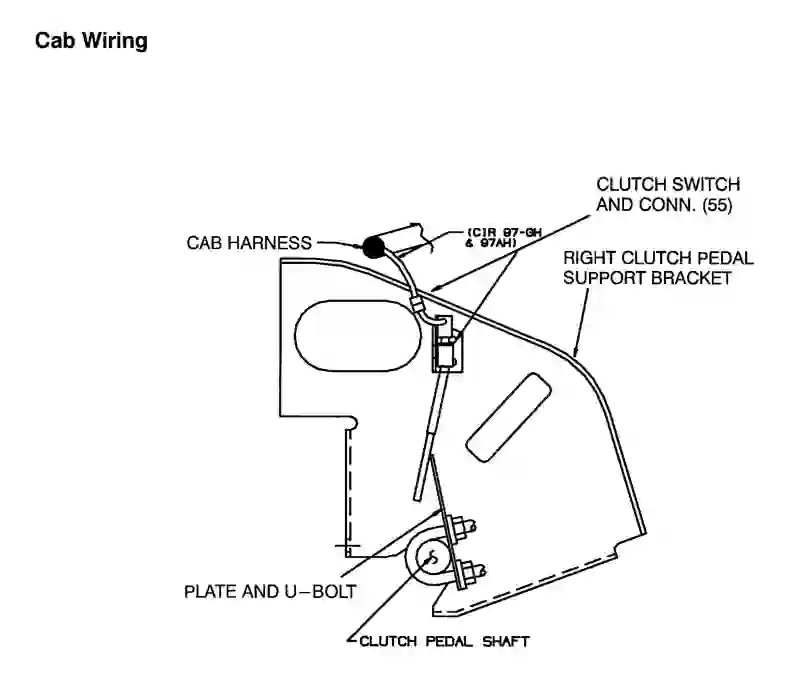 Cab Wiring
CLUTCH SWITCH
AND CONN. (55)
(CIR 97-GH
& 97AH)
CAB HARNESS
RIGHT CLUTCH PEDAL
SUPPORT BRACKET
PLATE AND U-BOLT
CLUTCH PEDAL SHAFT